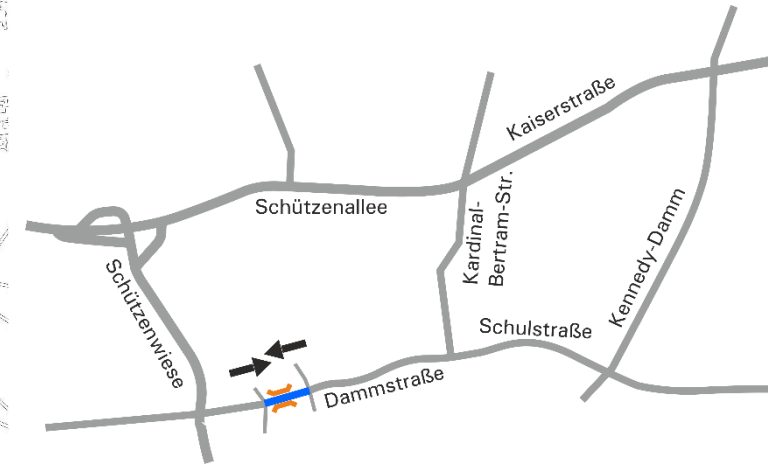 Kaiserstraße
Schützenallee
Kardinal-
Bertram-Str.
Kennedy-Damm
Schützenwiese
Schulstraße
Dammstraße